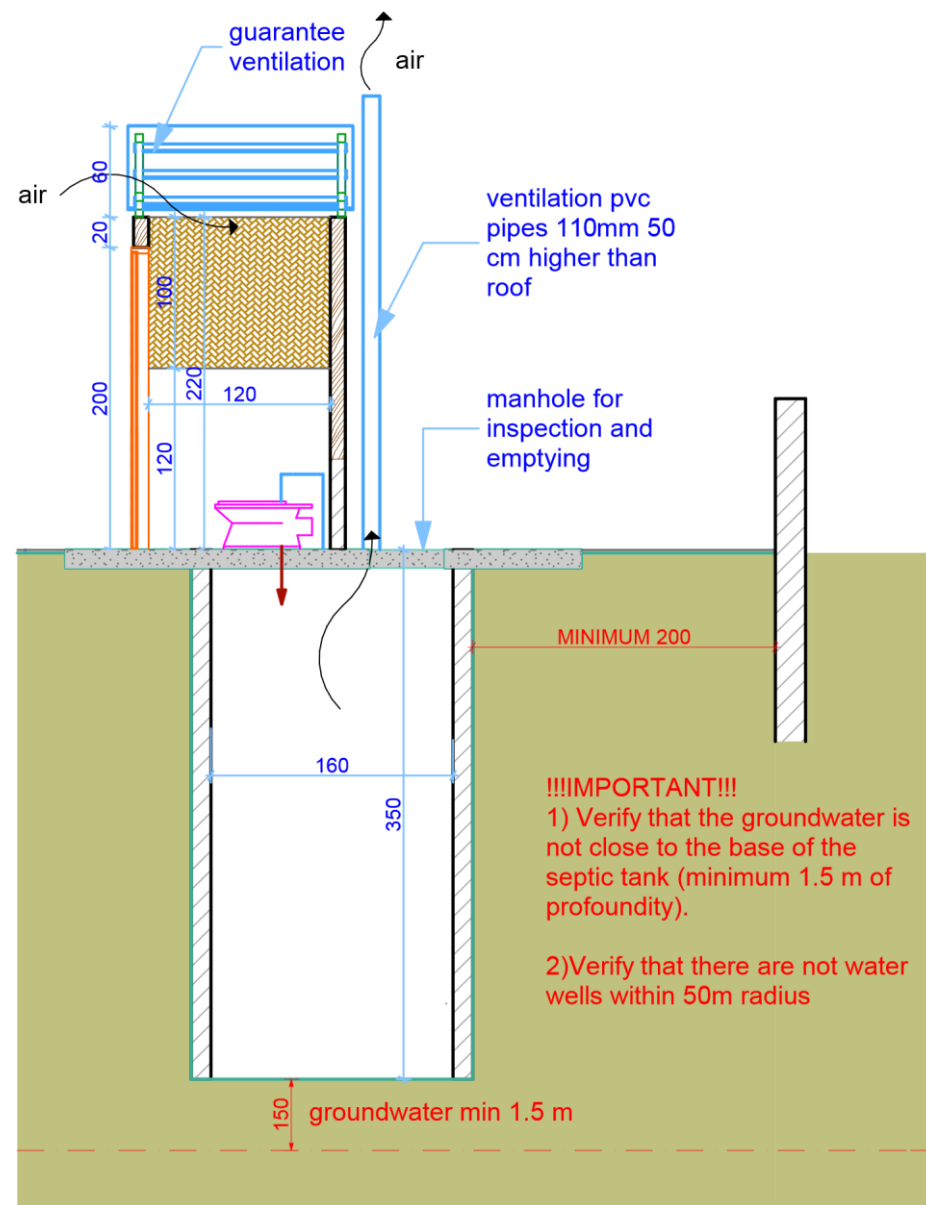 guarantee
ventilation
air
air
60
20
ventilation pvc
pipes 110mm 50
cm higher than
roof
100
220
120
200
120
manhole for
inspection and
emptying
MINIMUM 200
160
350
!!!IMPORTANT!!!
1) Verify that the groundwater is
not close to the base of the
septic tank (minimum 1.5 m of
profoundity).
2)Verify that there are not water
wells within 50m radius
150
groundwater min 1.5 m